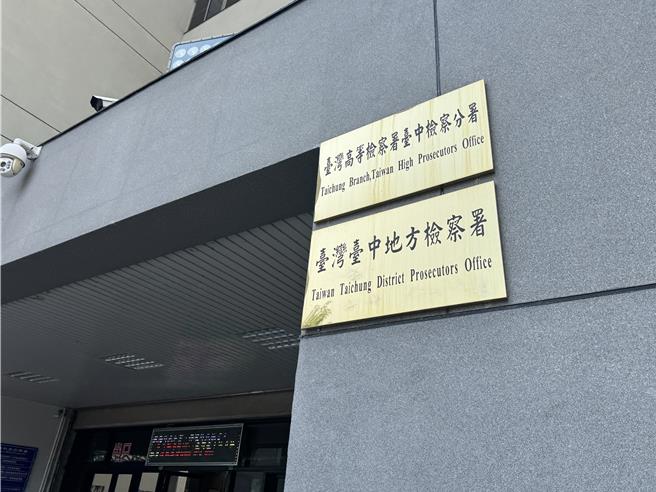 臺灣高等檢察署臺中檢察分署
Taichung Branch,Taiwan High Prosecutors Office
臺灣臺中地方檢察署
Taiwan Taichung District Prosecutors Office